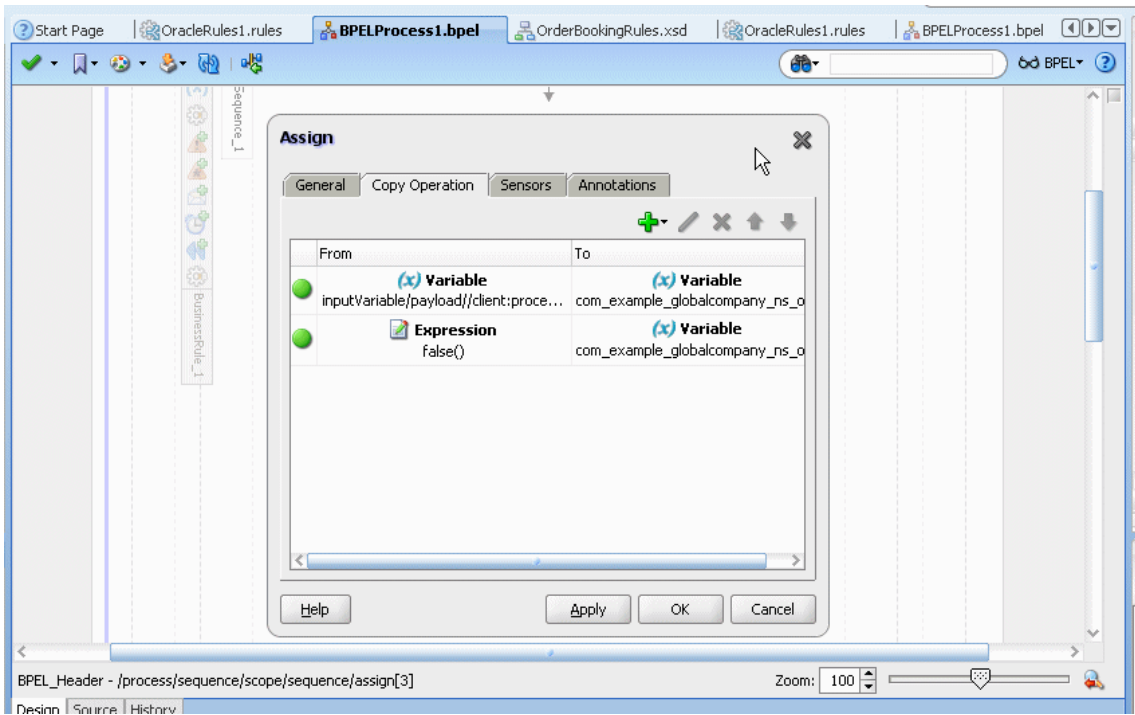 Start Page OracleRules1.rules BPELProcess1.bpel OrderBookingRules.xsd OracleRules1.rules BPELProcess1.bpel
BPEL
Sequence_1
Assign
General Copy Operation Sensors Annotations
From To
(x) Variable (x) Variable
inputVariable/payload//client:proce... com_example_globalcompany_ns_o
Expression (x) Variable
false() com_example_globalcompany_ns_o
BusinessRule_1
Help Apply OK Cancel
BPEL_Header - /process/sequence/scope/sequence/assign[3] Zoom: 100
Design Source History